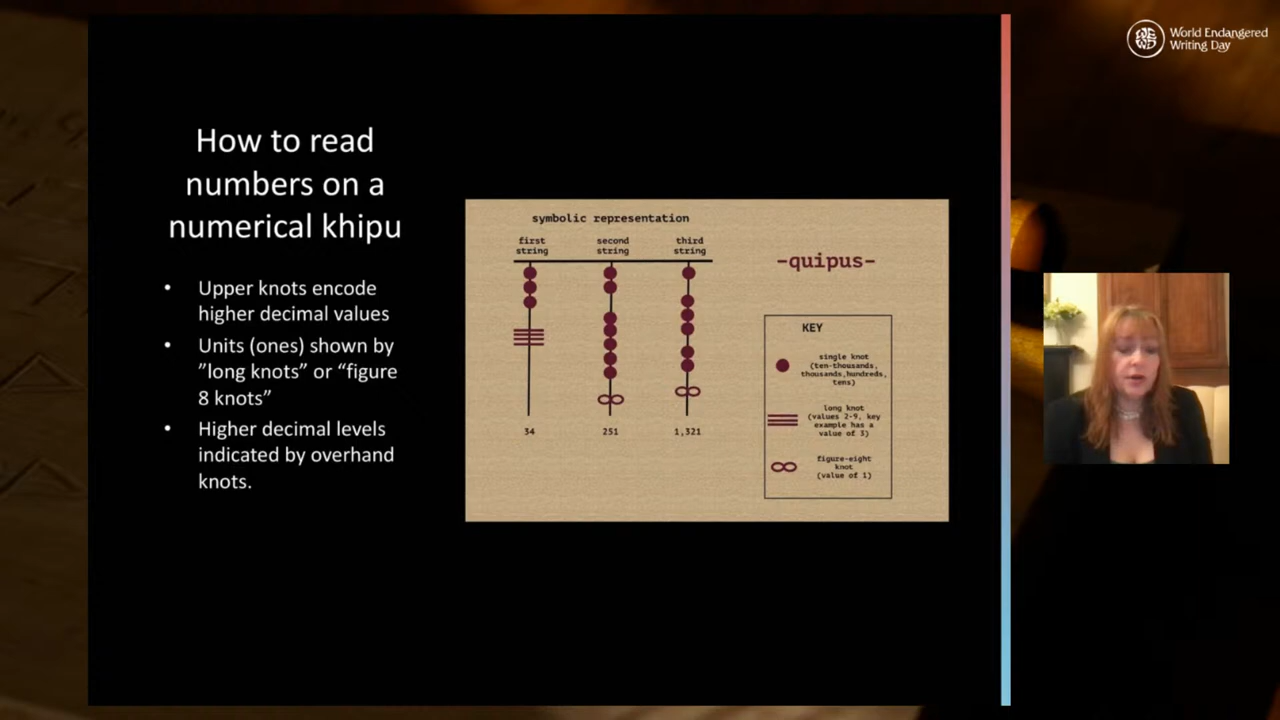 World Endangered
Writing Day
How to read
numbers on a
numerical khipu
• Upper knots encode
higher decimal values
• Units (ones) shown by
”long knots” or “figure
8 knots”
• Higher decimal levels
indicated by overhand
knots.
symbolic representation
first
string
second
string
third
string
34
251
1,321
-quipus-
KEY
single knot
(ten-thousands,
thousands,hundreds,
tens)
long knot
(values 2-9, key
example has a
value of 3)
figure-eight
knot
(value of 1)